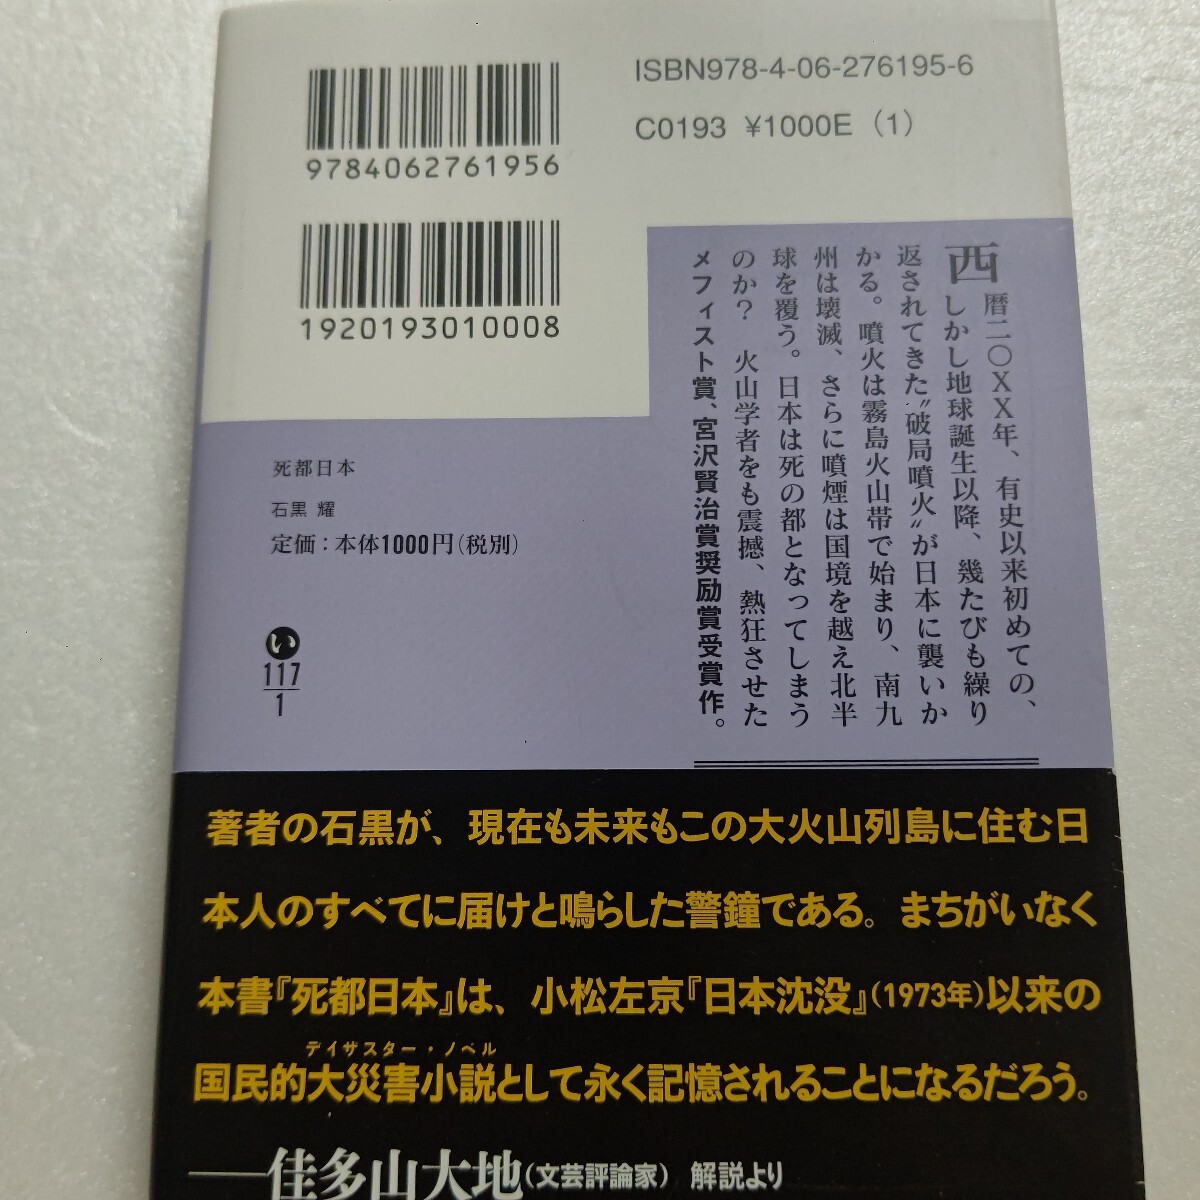 ISBN978-4-06-276195-6
C0193 ¥1000E (1)
9784062761956
1920193010008
西暦二〇XX年、有史以来初めての、
しかし地球誕生以降、幾たびも繰り
返されてきた〝破局噴火〟が日本に襲いか
かる。噴火は霧島火山帯で始まり、南九
州は壊滅、さらに噴煙は国境を越え北半
球を覆う。日本は死の都となってしまう
のか？ 火山学者をも震撼、熱狂させた
メフィスト賞、宮沢賢治賞奨励賞受賞作。
死都日本
石黒 耀
定価：本体1000円（税別）
い
117
1
著者の石黒が、現在も未来もこの大火山列島に住む日
本人のすべてに届けと鳴らした警鐘である。まちがいなく
本書『死都日本』は、小松左京『日本沈没』（1973年）以来の
デイザスター・ノベル
国民的大災害小説として永く記憶されることになるだろう。
――佳多山大地（文芸評論家） 解説より